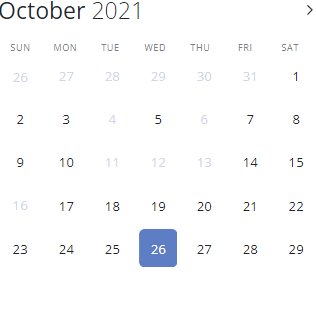 October 2021
SUN MON TUE WED THU FRI SAT
26 27 28 29 30 31 1
2 3 4 5 6 7 8
9 10 11 12 13 14 15
16 17 18 19 20 21 22
23 24 25 26 27 28 29